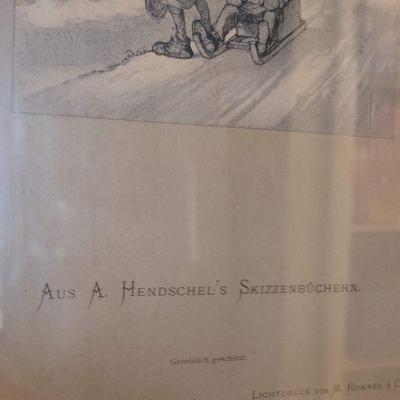 Aus A. Hendschel's Skizzenbüchern.
Gesetzlich geschützt.
Lichtdruck von M. Rommel &